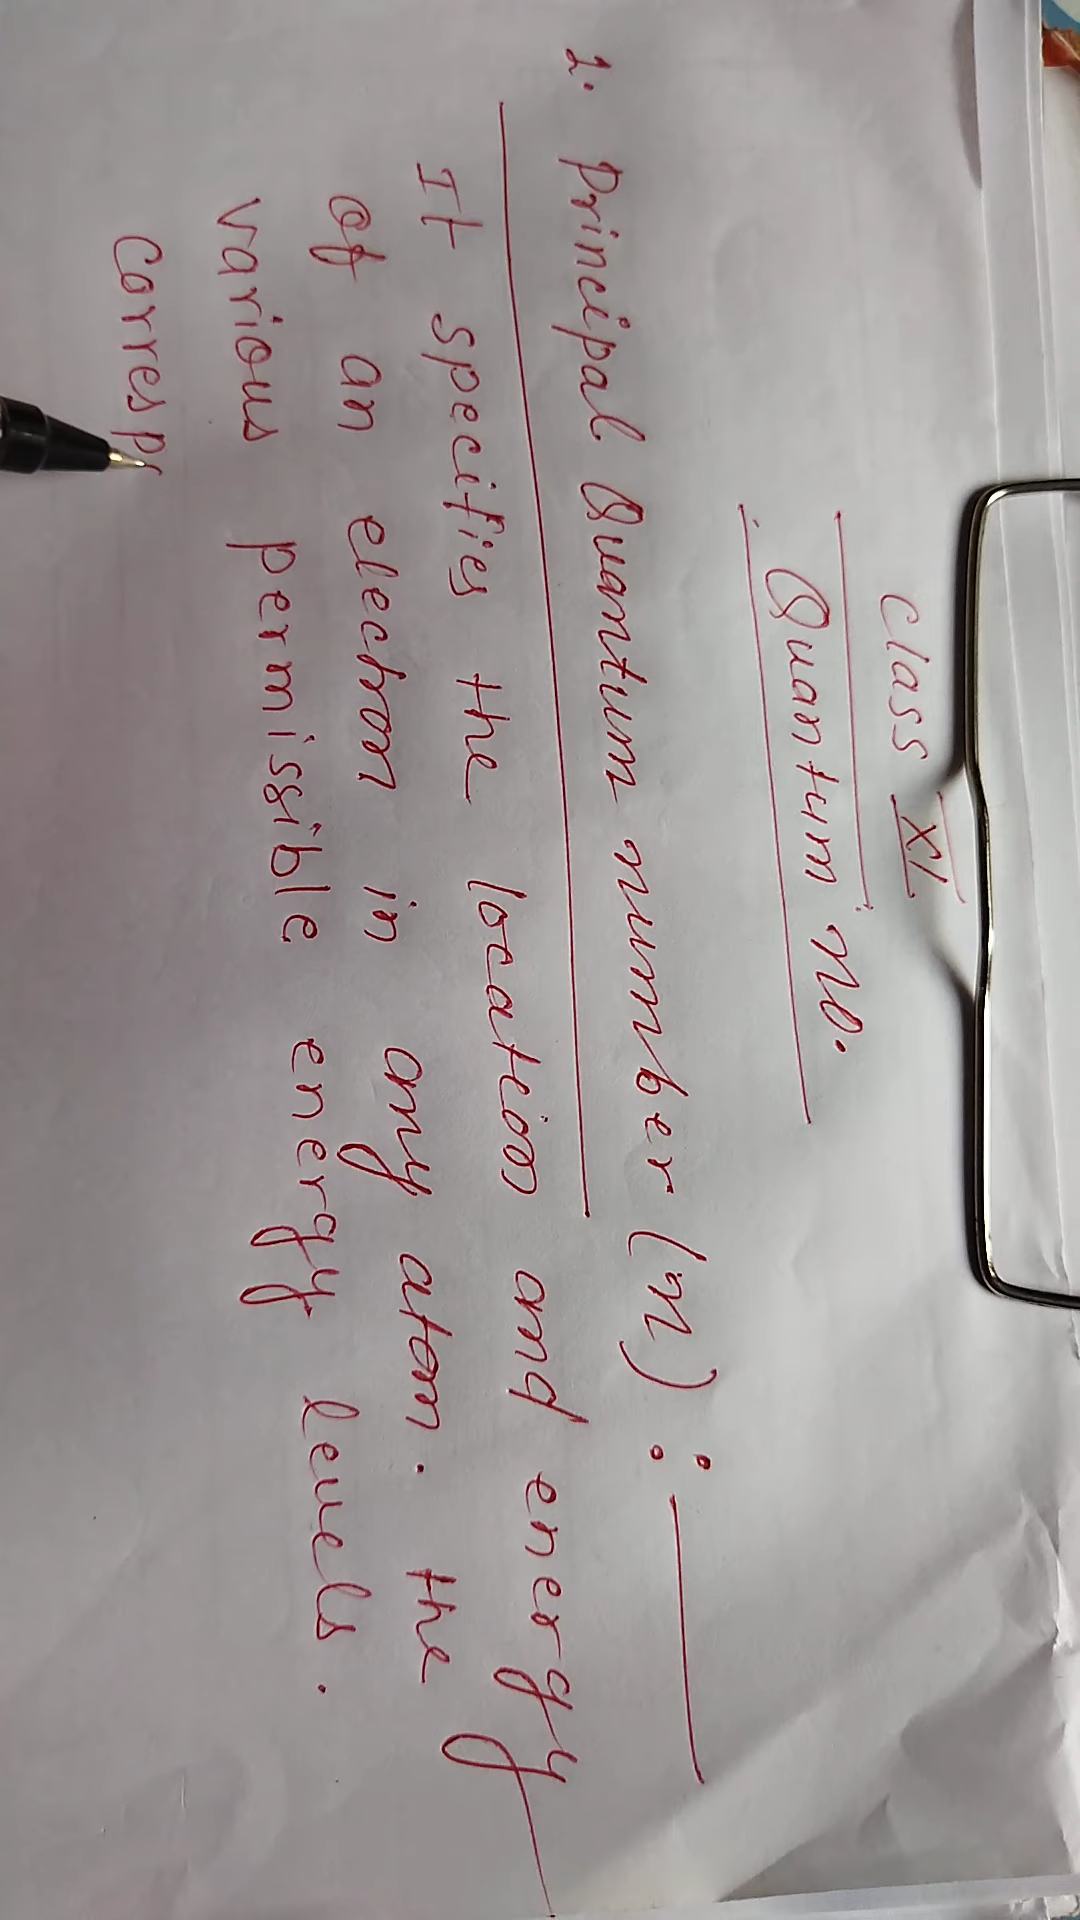 class XI
Quantum no.
1. Principal Quantum number (n) :
It specifies the location and energy
of an electron in any atom. the
various permissible energy levels.
corresp